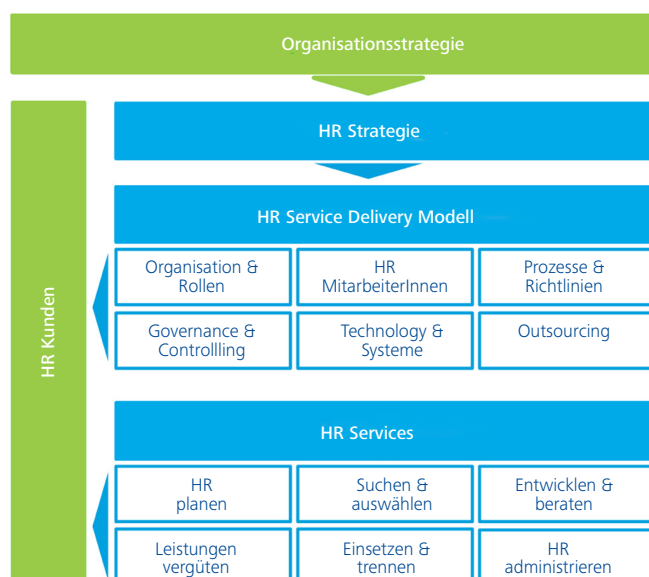 Organisationsstrategie
HR Strategie
HR Service Delivery Modell
HR Kunden
Organisation &
Rollen
HR
MitarbeiterInnen
Prozesse &
Richtlinien
Governance &
Controllling
Technology &
Systeme
Outsourcing
HR Services
HR
planen
Suchen &
auswählen
Entwicklen &
beraten
Leistungen
vergüten
Einsetzen &
trennen
HR
administrieren